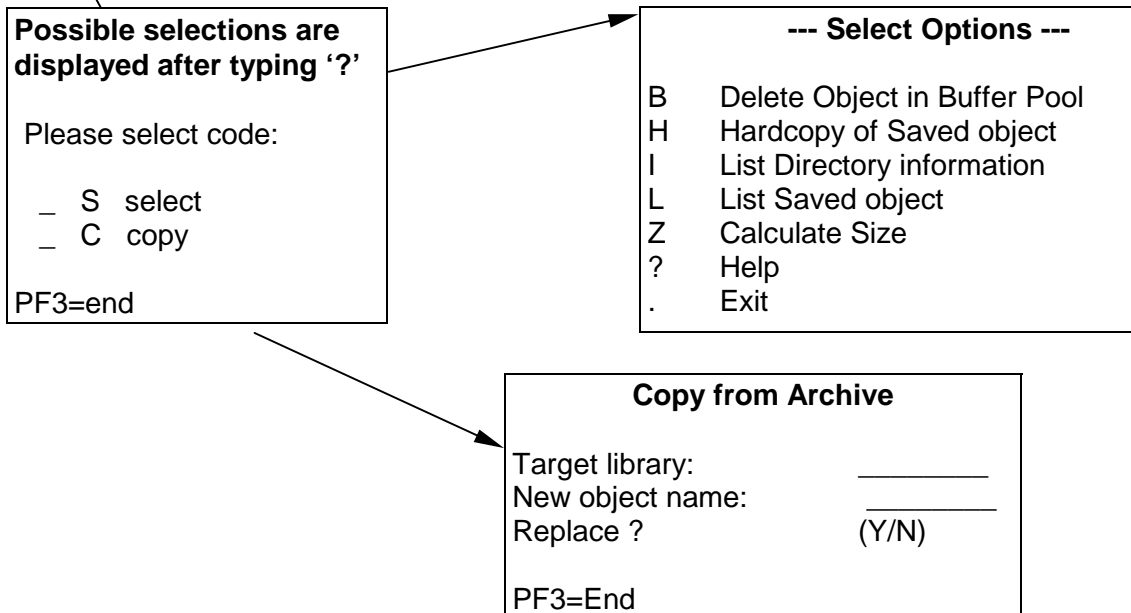 Possible selections are
displayed after typing ‘?’
Please select code:
_ S select
_ C copy
PF3=end
--- Select Options ---
B Delete Object in Buffer Pool
H Hardcopy of Saved object
I List Directory information
L List Saved object
Z Calculate Size
? Help
. Exit
Copy from Archive
Target library: ________
New object name: ________
Replace ? (Y/N)
PF3=End